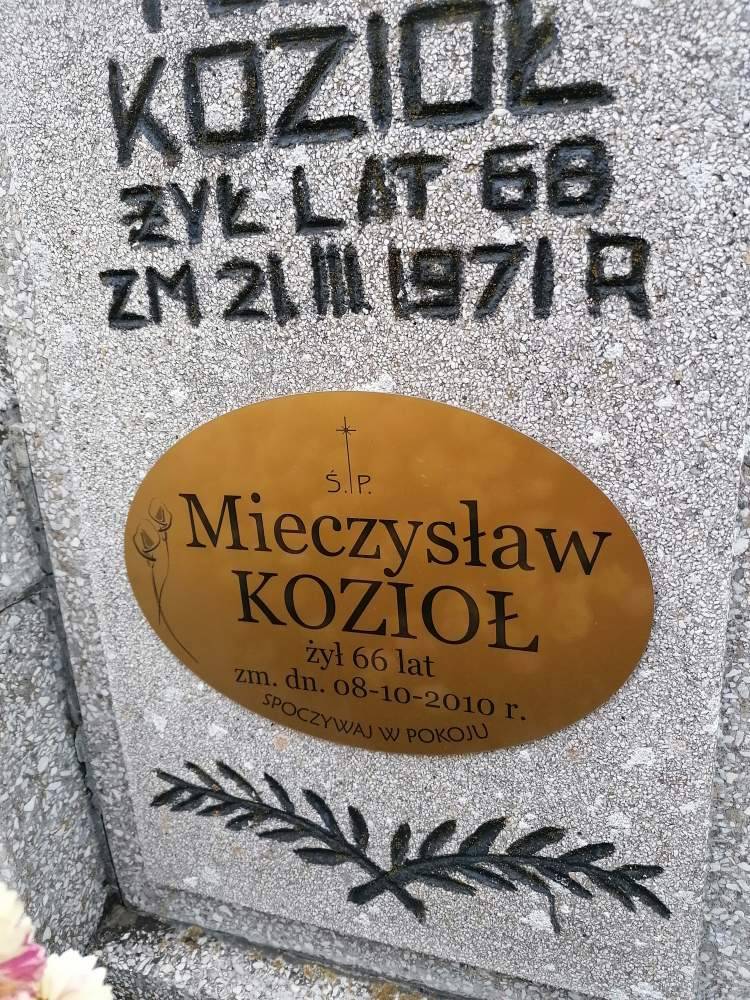 KOZIOŁ
ŻYŁ LAT 68
ZM 21 III 1971 R
Ś. P.
Mieczysław
KOZIOŁ
żył 66 lat
zm. dn. 08-10-2010 r.
SPOCZYWAJ W POKOJU